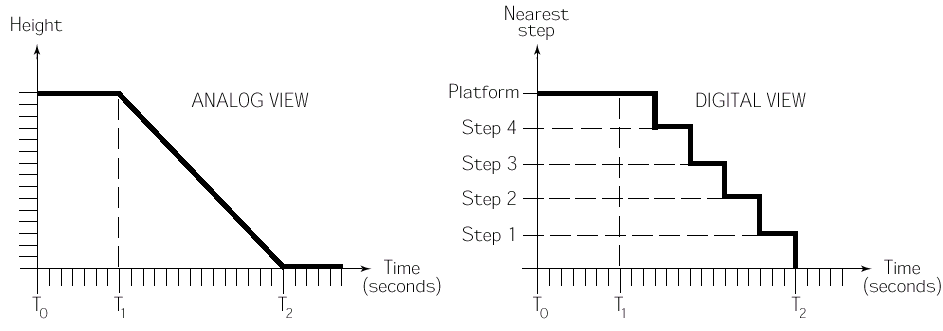 Height
ANALOG VIEW
Time
(seconds)
T0
T1
T2
Nearest
step
Platform
DIGITAL VIEW
Step 4
Step 3
Step 2
Step 1
Time
(seconds)
T0
T1
T2